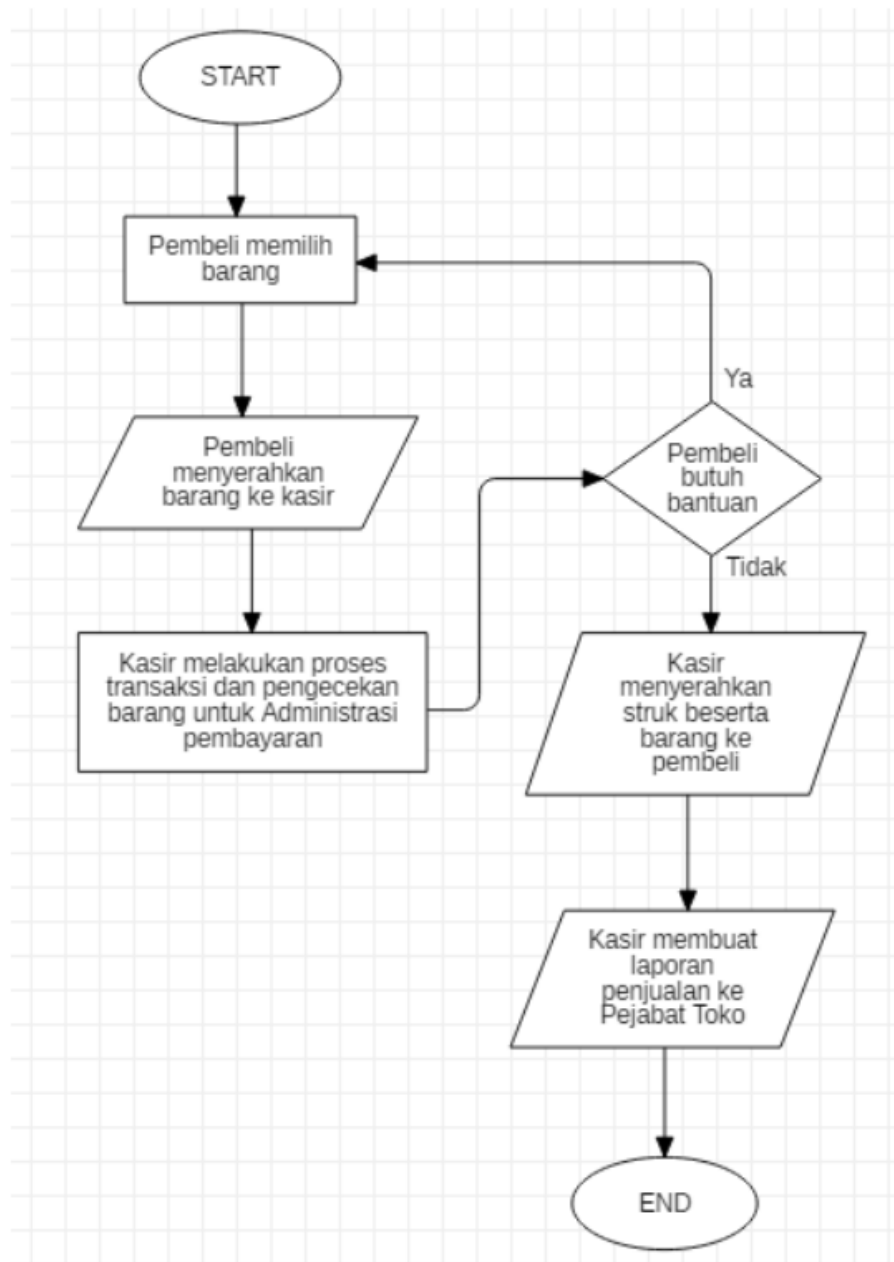 START
Pembeli memilih
barang
Pembeli
menyerahkan
barang ke kasir
Kasir melakukan proses
transaksi dan pengecekan
barang untuk Administrasi
pembayaran
Ya
Pembeli
butuh
bantuan
Tidak
Kasir
menyerahkan
struk beserta
barang ke
pembeli
Kasir membuat
laporan
penjualan ke
Pejabat Toko
END